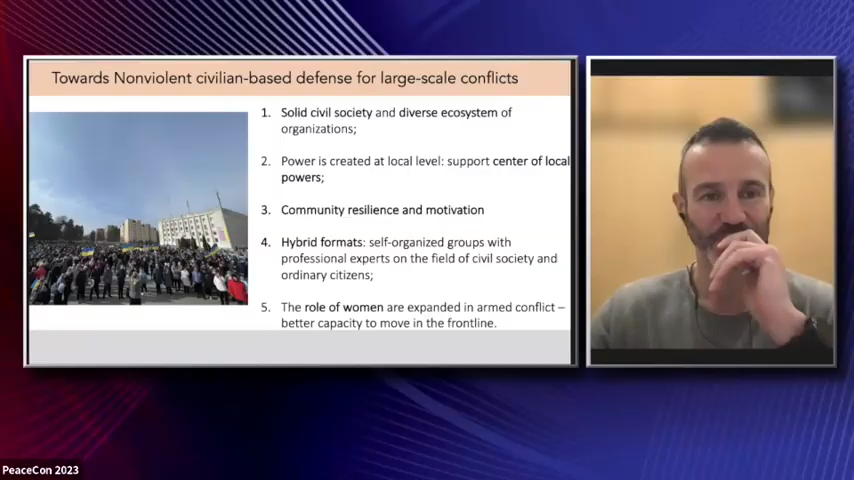 Towards Nonviolent civilian-based defense for large-scale conflicts
1. Solid civil society and diverse ecosystem of
organizations;
2. Power is created at local level: support center of local
powers;
3. Community resilience and motivation
4. Hybrid formats: self-organized groups with
professional experts on the field of civil society and
ordinary citizens;
5. The role of women are expanded in armed conflict –
better capacity to move in the frontline.
PeaceCon 2023